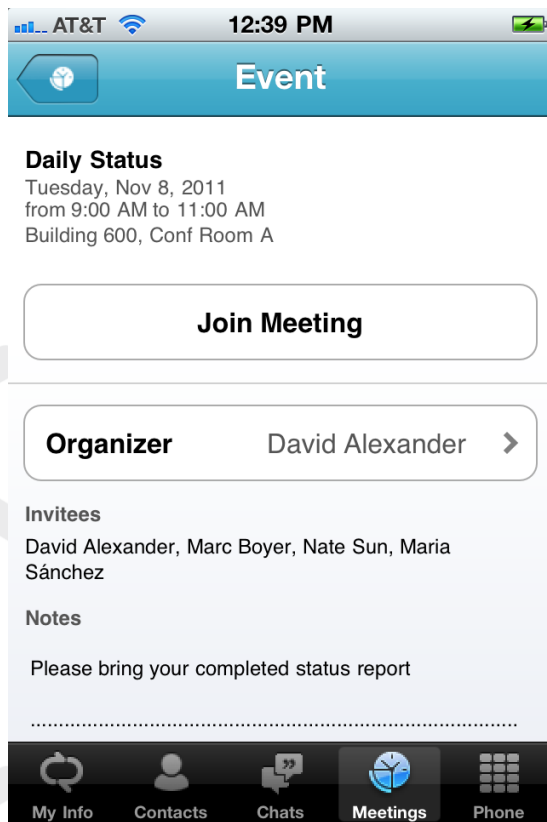 AT&T 12:39 PM
Event
Daily Status
Tuesday, Nov 8, 2011
from 9:00 AM to 11:00 AM
Building 600, Conf Room A
Join Meeting
Organizer David Alexander
Invitees
David Alexander, Marc Boyer, Nate Sun, Maria
Sánchez
Notes
Please bring your completed status report
.......................................................................................
My Info Contacts Chats Meetings Phone